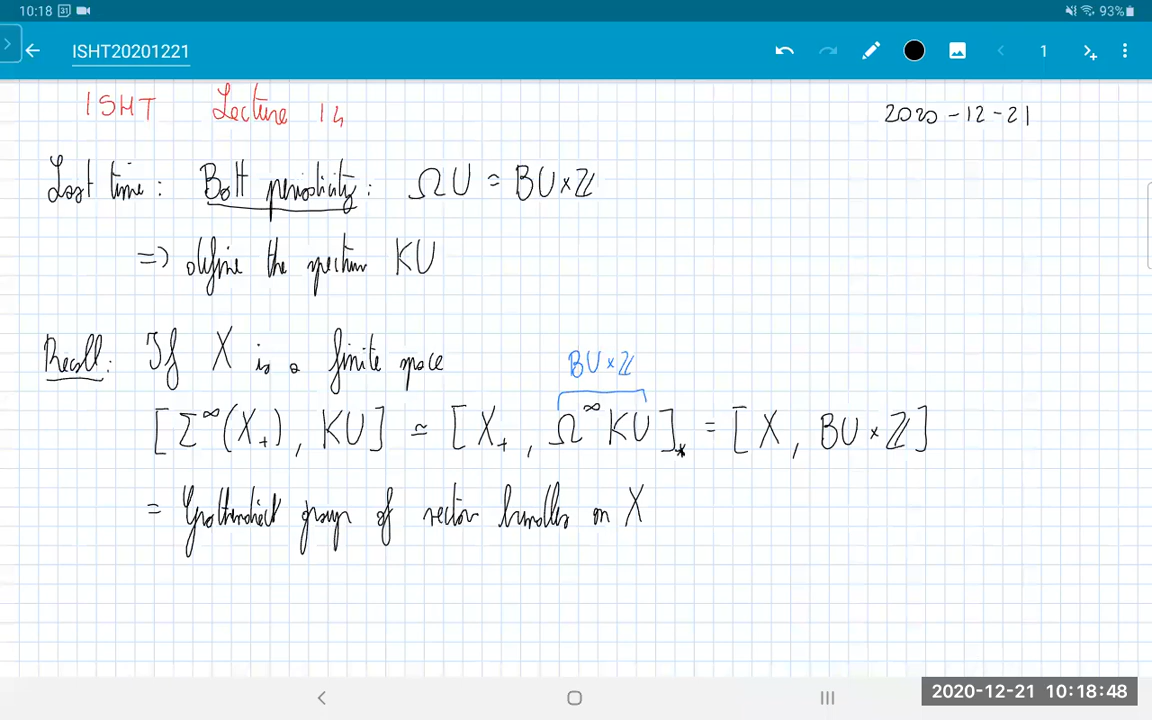 10:18 31 93%
ISHT20201221 1
ISHT Lecture 14
2020-12-21
Last time: Bott periodicity: ΩU = BU×ℤ
=> define the spectrum KU
Recall: If X is a finite space
BU×ℤ
[Σ^∞(X_+), KU] ≃ [X_+, Ω^∞KU]_* = [X, BU×ℤ]
= Grothendieck group of vector bundles on X
2020-12-21 10:18:48